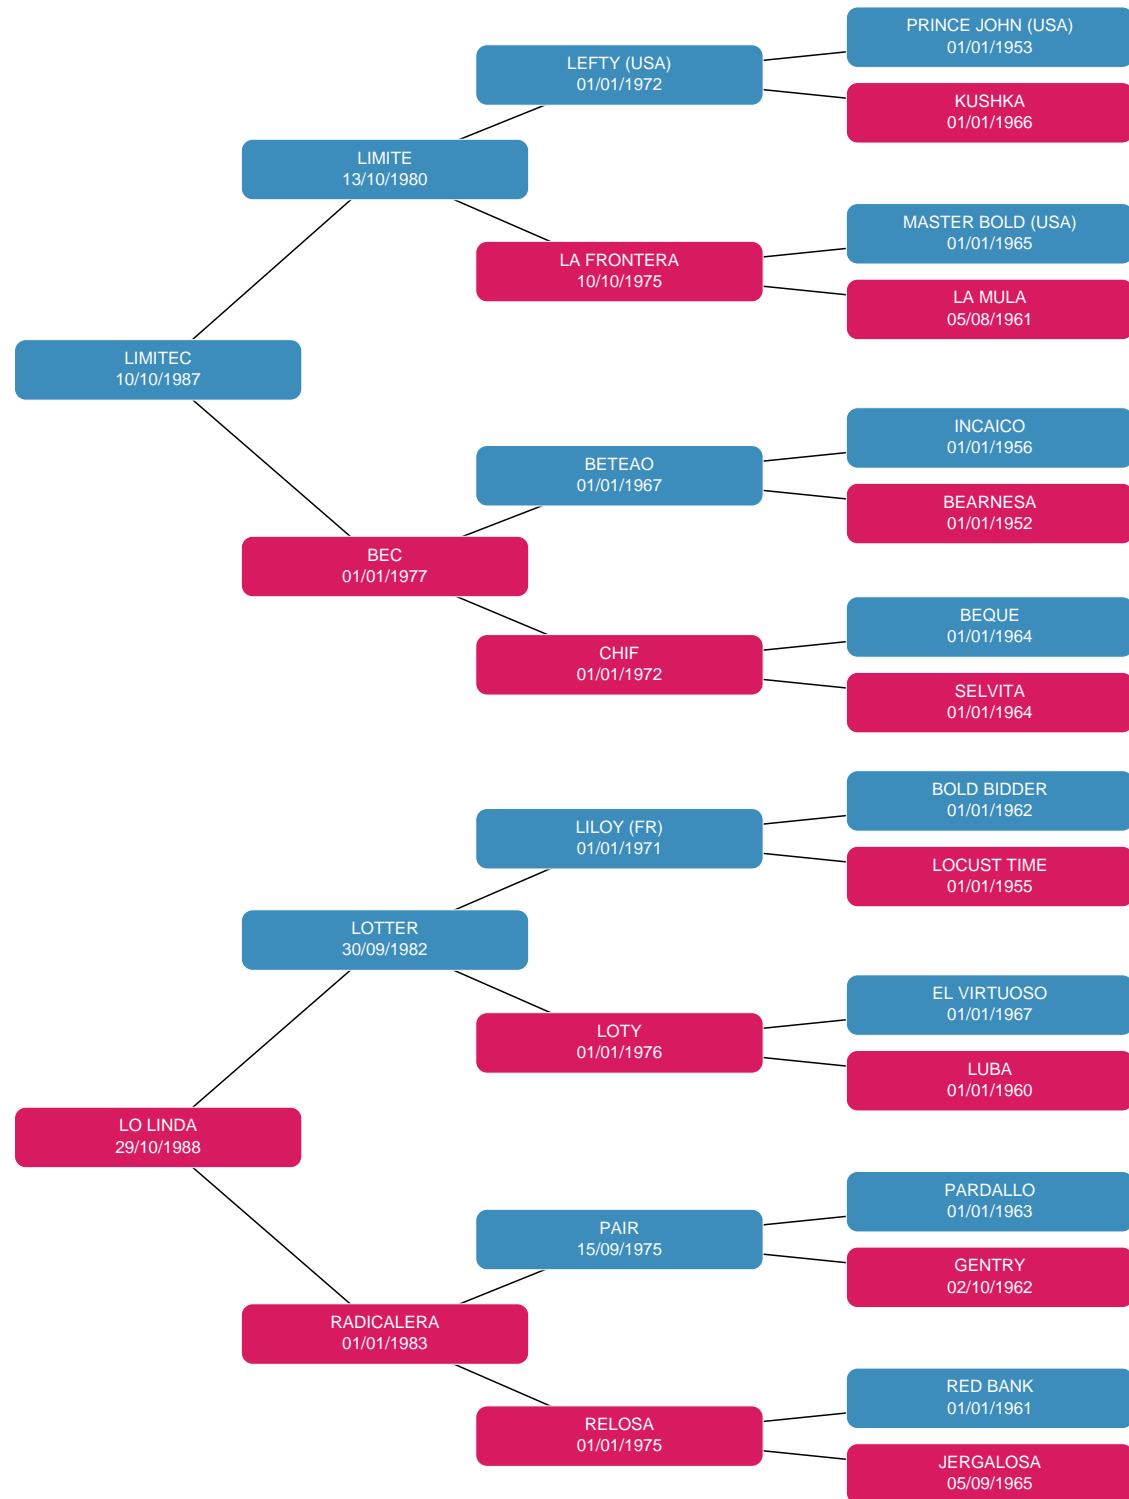 PRINCE JOHN (USA)
01/01/1953
LEFTY (USA)
01/01/1972
KUSHKA
01/01/1966
LIMITE
13/10/1980
MASTER BOLD (USA)
01/01/1965
LA FRONTERA
10/10/1975
LA MULA
05/08/1961
LIMITEC
10/10/1987
INCAICO
01/01/1956
BETEAO
01/01/1967
BEARNESA
01/01/1952
BEC
01/01/1977
BEQUE
01/01/1964
CHIF
01/01/1972
SELVITA
01/01/1964
BOLD BIDDER
01/01/1962
LILOY (FR)
01/01/1971
LOCUST TIME
01/01/1955
LOTTER
30/09/1982
EL VIRTUOSO
01/01/1967
LOTY
01/01/1976
LUBA
01/01/1960
LO LINDA
29/10/1988
PARDALLO
01/01/1963
PAIR
15/09/1975
GENTRY
02/10/1962
RADICALERA
01/01/1983
RED BANK
01/01/1961
RELOSA
01/01/1975
JERGALOSA
05/09/1965